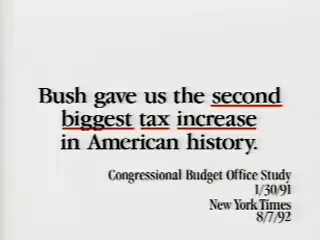 Bush gave us the second
biggest tax increase
in American history.
Congressional Budget Office Study
1/30/91
New York Times
8/7/92